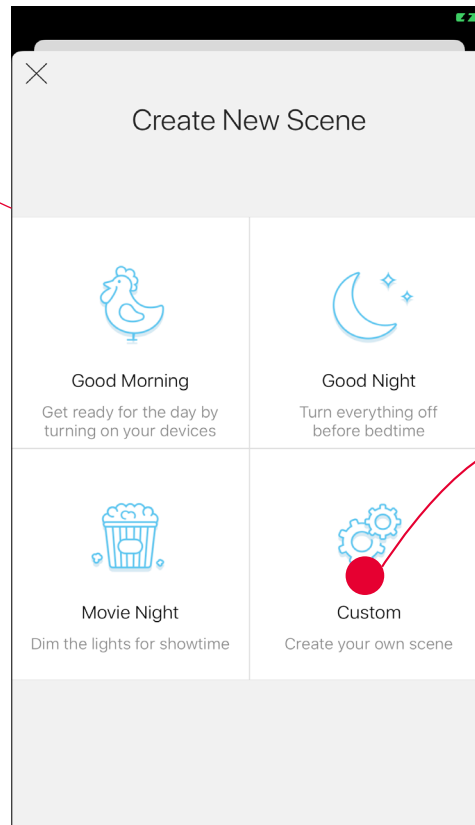 Create New Scene
Good Morning
Get ready for the day by
turning on your devices
Good Night
Turn everything off
before bedtime
Movie Night
Dim the lights for showtime
Custom
Create your own scene